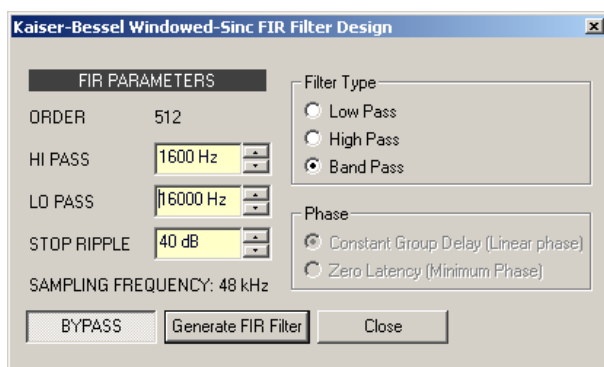 Kaiser-Bessel Windowed-Sinc FIR Filter Design
FIR PARAMETERS
ORDER 512
HI PASS 1600 Hz
LO PASS 16000 Hz
STOP RIPPLE 40 dB
SAMPLING FREQUENCY: 48 kHz
Filter Type
Low Pass
High Pass
Band Pass
Phase
Constant Group Delay (Linear phase)
Zero Latency (Minimum Phase)
BYPASS Generate FIR Filter Close